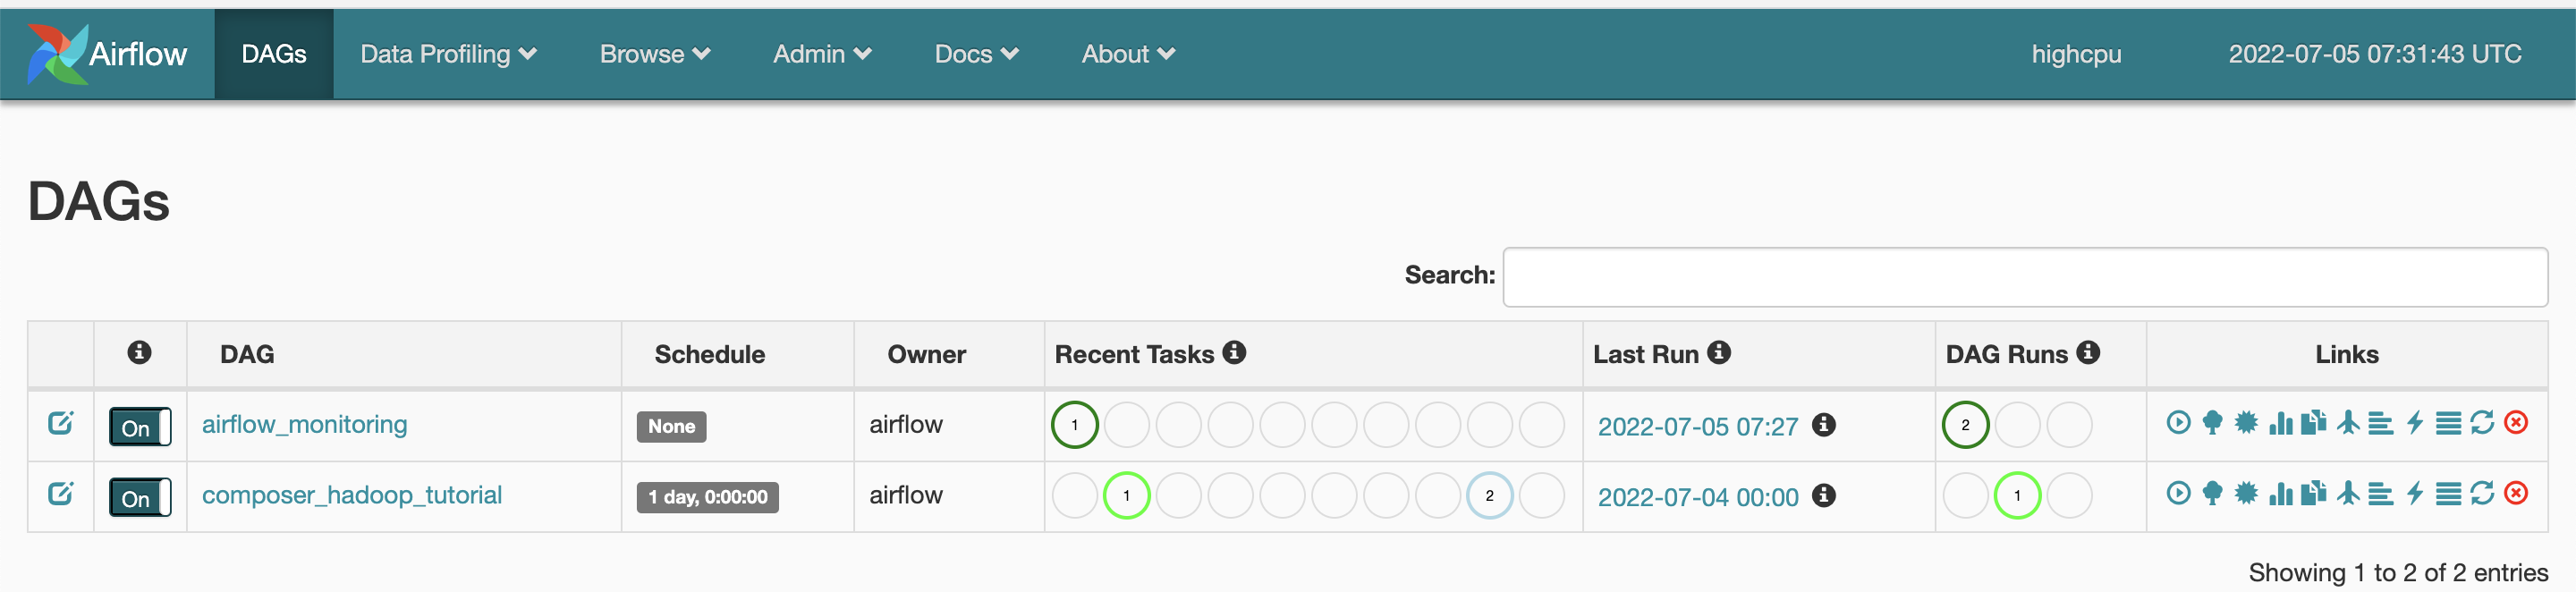 Airflow DAGs Data Profiling Browse Admin Docs About highcpu 2022-07-05 07:31:43 UTC
DAGs
Search:
DAG Schedule Owner Recent Tasks Last Run DAG Runs Links
On airflow_monitoring None airflow 1 2022-07-05 07:27 2
On composer_hadoop_tutorial 1 day, 0:00:00 airflow 1 2 2022-07-04 00:00 1
Showing 1 to 2 of 2 entries